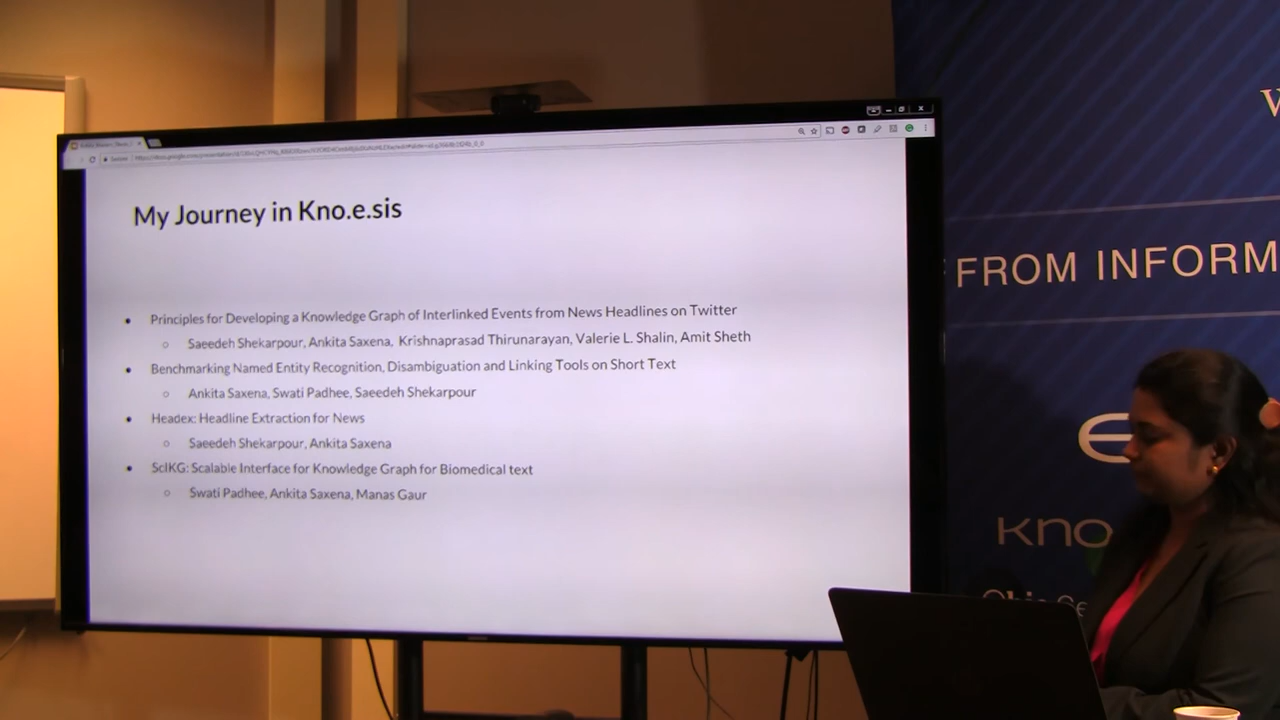 My Journey in Kno.e.sis
Principles for Developing a Knowledge Graph of Interlinked Events from News Headlines on Twitter
Saeedeh Shekarpour, Ankita Saxena, Krishnaprasad Thirunarayan, Valerie L. Shalin, Amit Sheth
Benchmarking Named Entity Recognition, Disambiguation and Linking Tools on Short Text
Ankita Saxena, Swati Padhee, Saeedeh Shekarpour
Headex: Headline Extraction for News
Saeedeh Shekarpour, Ankita Saxena
ScIKG: Scalable Interface for Knowledge Graph for Biomedical text
Swati Padhee, Ankita Saxena, Manas Gaur
W
FROM INFORM
kno